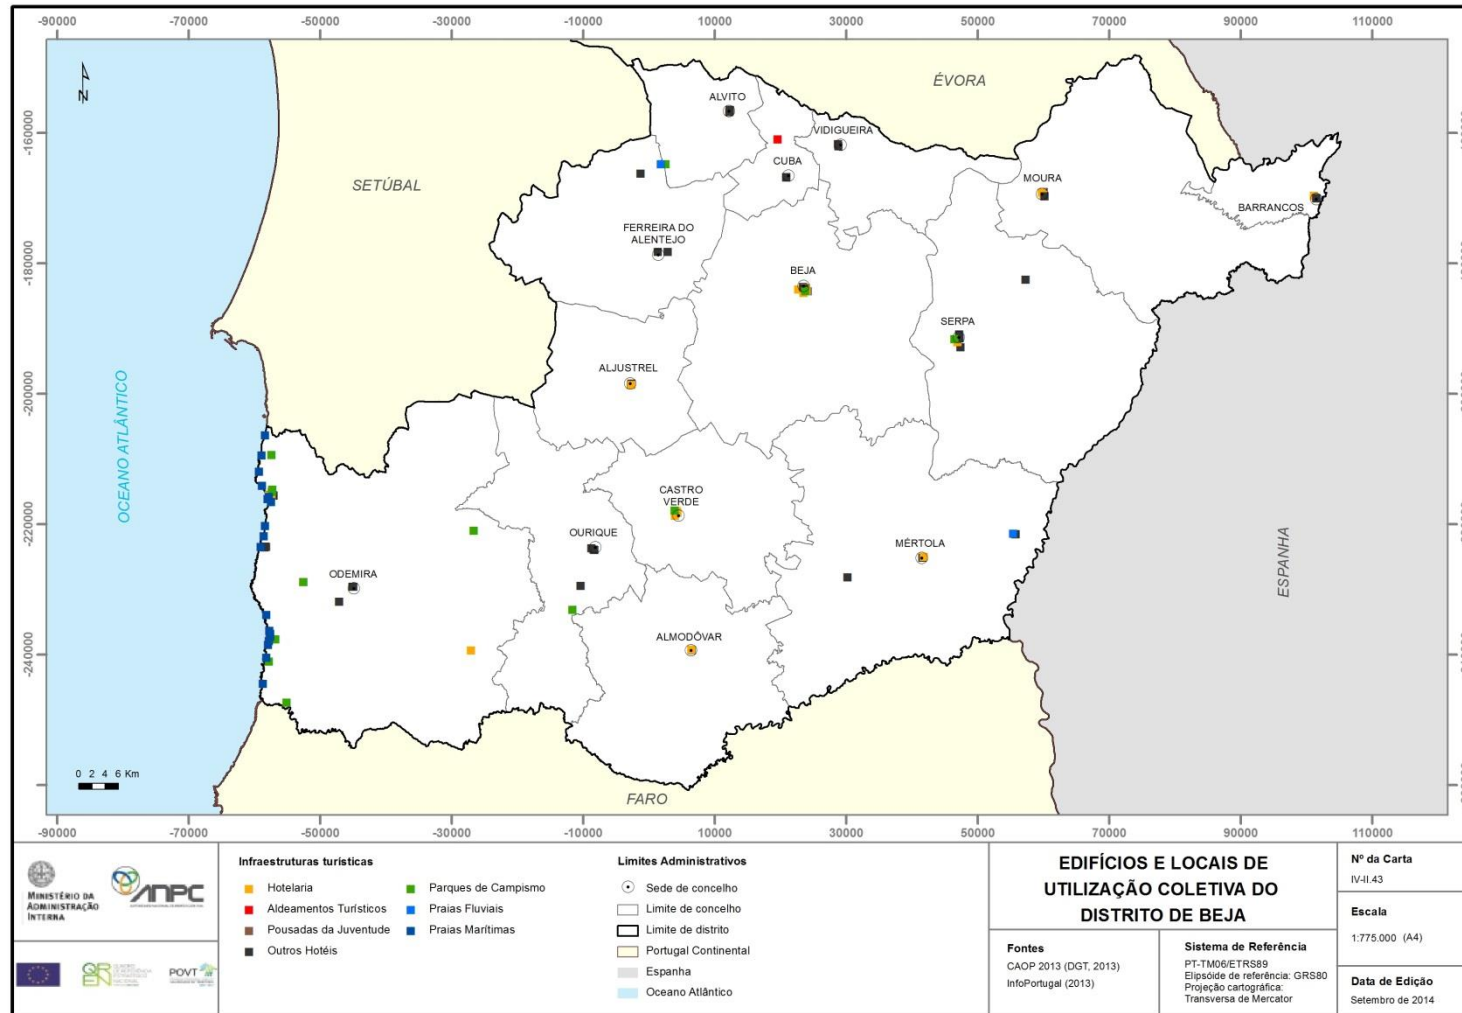 -90000 -70000 -50000 -30000 -10000 10000 30000 50000 70000 90000 110000
N
-160000
-180000
-200000
-220000
-240000
ÉVORA
SETÚBAL
ALVITO
VIDIGUEIRA
CUBA
MOURA
BARRANCOS
FERREIRA DO
ALENTEJO
BEJA
SERPA
ALJUSTREL
OCEANO ATLÂNTICO
CASTRO
VERDE
OURIQUE
MÉRTOLA
ESPANHA
ODEMIRA
ALMODÔVAR
FARO
0 2 4 6 Km
-90000 -70000 -50000 -30000 -10000 10000 30000 50000 70000 90000 110000
MINISTÉRIO DA
ADMINISTRAÇÃO
INTERNA
ANPC
QREN
POVT
Infraestruturas turísticas
Hotelaria
Aldeamentos Turísticos
Pousadas da Juventude
Outros Hotéis
Parques de Campismo
Praias Fluviais
Praias Marítimas
Limites Administrativos
Sede de concelho
Limite de concelho
Limite de distrito
Portugal Continental
Espanha
Oceano Atlântico
EDIFÍCIOS E LOCAIS DE
UTILIZAÇÃO COLETIVA DO
DISTRITO DE BEJA
Fontes
CAOP 2013 (DGT, 2013)
InfoPortugal (2013)
Sistema de Referência
PT-TM06/ETRS89
Elipsóide de referência: GRS80
Projeção cartográfica:
Transversa de Mercator
Nº da Carta
IV-II.43
Escala
1:775.000 (A4)
Data de Edição
Setembro de 2014